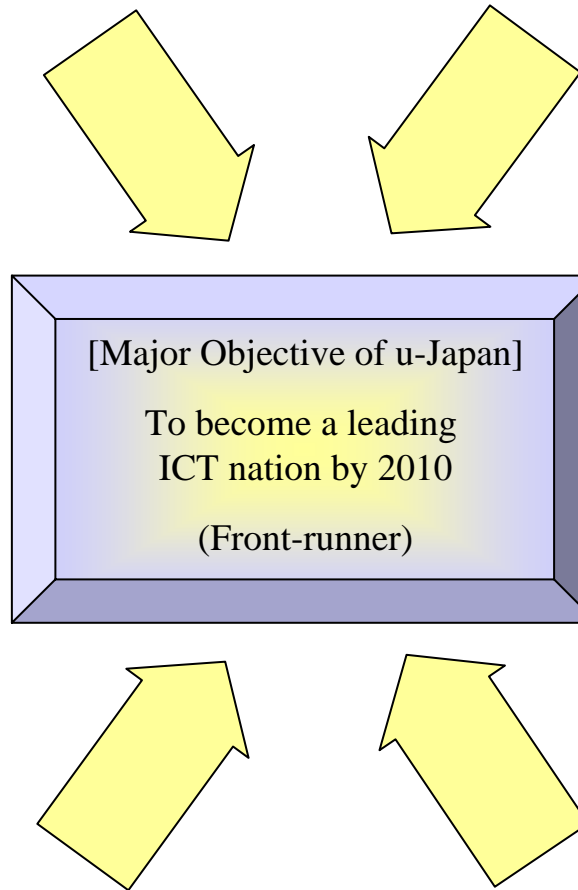 [Major Objective of u-Japan]
To become a leading
ICT nation by 2010
(Front-runner)